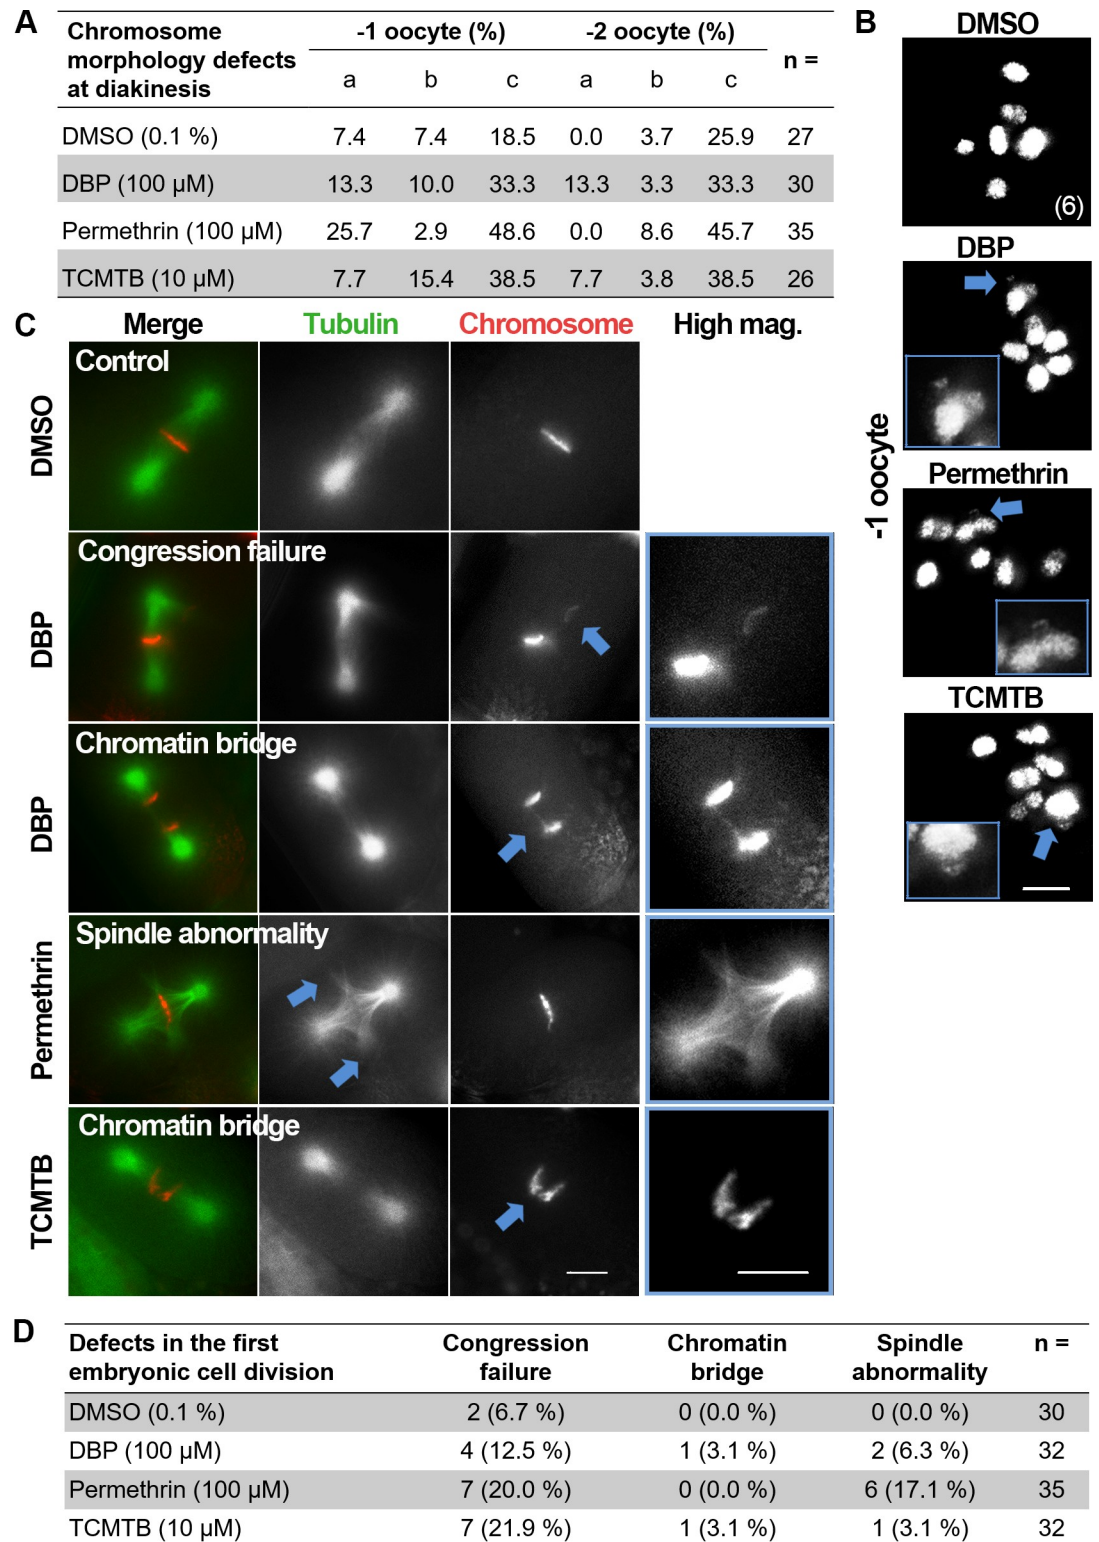 A
Chromosome morphology defects at diakinesis
-1 oocyte (%) -2 oocyte (%) n =
a b c a b c
DMSO (0.1 %) 7.4 7.4 18.5 0.0 3.7 25.9 27
DBP (100 µM) 13.3 10.0 33.3 13.3 3.3 33.3 30
Permethrin (100 µM) 25.7 2.9 48.6 0.0 8.6 45.7 35
TCMTB (10 µM) 7.7 15.4 38.5 7.7 3.8 38.5 26
B
-1 oocyte
DMSO
(6)
DBP
Permethrin
TCMTB
C
Merge Tubulin Chromosome High mag.
DMSO
Control
DBP
Congression failure
DBP
Chromatin bridge
Permethrin
Spindle abnormality
TCMTB
Chromatin bridge
D
Defects in the first embryonic cell division
Congression failure
Chromatin bridge
Spindle abnormality
n =
DMSO (0.1 %) 2 (6.7 %) 0 (0.0 %) 0 (0.0 %) 30
DBP (100 µM) 4 (12.5 %) 1 (3.1 %) 2 (6.3 %) 32
Permethrin (100 µM) 7 (20.0 %) 0 (0.0 %) 6 (17.1 %) 35
TCMTB (10 µM) 7 (21.9 %) 1 (3.1 %) 1 (3.1 %) 32